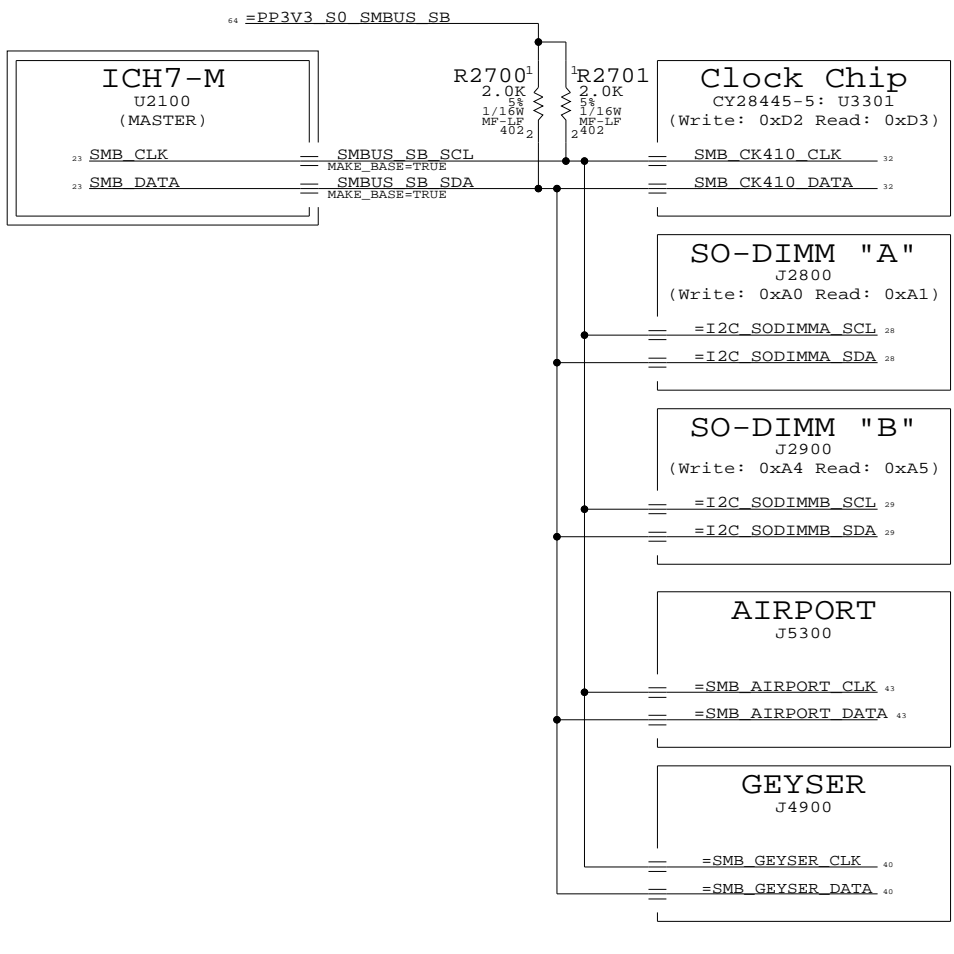 64 =PP3V3_S0_SMBUS_SB
ICH7-M
U2100
(MASTER)
23 SMB_CLK
23 SMB_DATA
SMBUS_SB_SCL
MAKE_BASE=TRUE
SMBUS_SB_SDA
MAKE_BASE=TRUE
R2700 1
2.0K
5%
1/16W
MF-LF
402 2
1 R2701
2.0K
5%
1/16W
MF-LF
2 402
Clock Chip
CY28445-5: U3301
(Write: 0xD2 Read: 0xD3)
SMB_CK410_CLK 32
SMB_CK410_DATA 32
SO-DIMM "A"
J2800
(Write: 0xA0 Read: 0xA1)
=I2C_SODIMMA_SCL 28
=I2C_SODIMMA_SDA 28
SO-DIMM "B"
J2900
(Write: 0xA4 Read: 0xA5)
=I2C_SODIMMB_SCL 29
=I2C_SODIMMB_SDA 29
AIRPORT
J5300
=SMB_AIRPORT_CLK 43
=SMB_AIRPORT_DATA 43
GEYSER
J4900
=SMB_GEYSER_CLK 40
=SMB_GEYSER_DATA 40